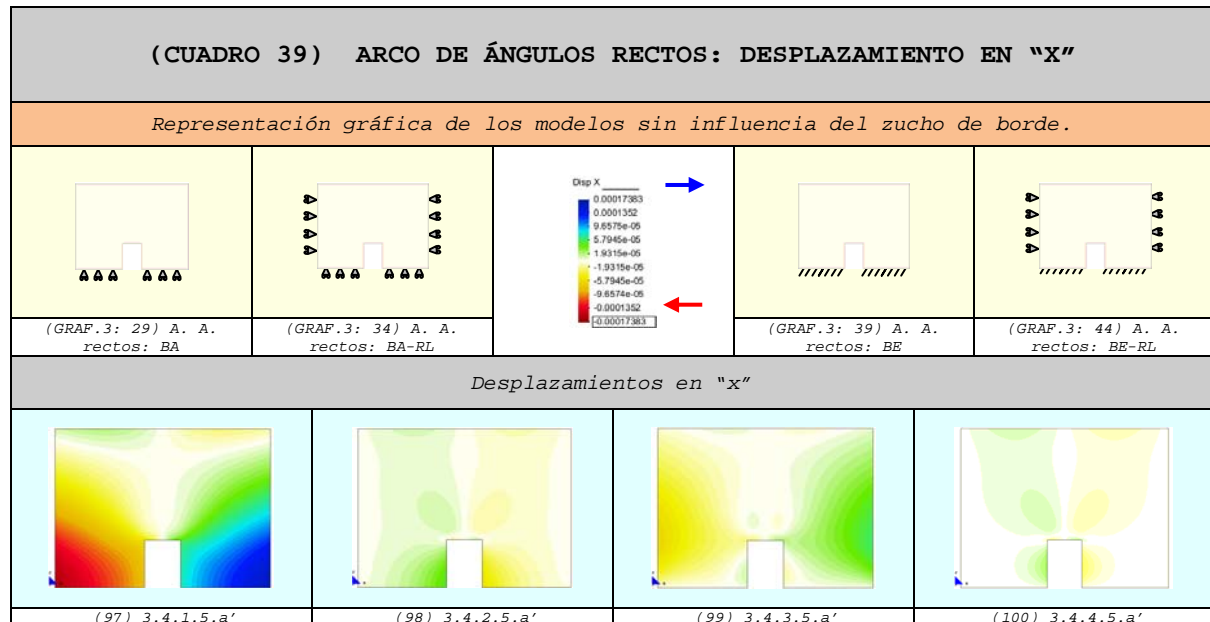 (CUADRO 39) ARCO DE ÁNGULOS RECTOS: DESPLAZAMIENTO EN “X”
Representación gráfica de los modelos sin influencia del zucho de borde.
Disp X
0.00017383
0.0001352
9.6575e-05
5.7945e-05
1.9315e-05
-1.9315e-05
-5.7945e-05
-9.6574e-05
-0.0001352
-0.00017383
(GRAF.3: 29) A. A.
rectos: BA
(GRAF.3: 34) A. A.
rectos: BA-RL
(GRAF.3: 39) A. A.
rectos: BE
(GRAF.3: 44) A. A.
rectos: BE-RL
Desplazamientos en “x”
(97) 3.4.1.5.a’
(98) 3.4.2.5.a’
(99) 3.4.3.5.a’
(100) 3.4.4.5.a’